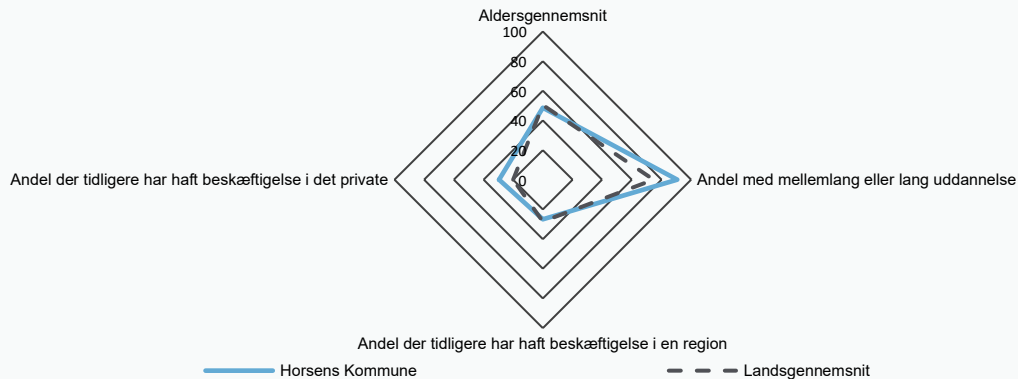 Aldersgennemsnit
100
80
60
40
20
0
Andel der tidligere har haft beskæftigelse i det private
Andel med mellemlang eller lang uddannelse
Andel der tidligere har haft beskæftigelse i en region
Horsens Kommune
Landsgennemsnit